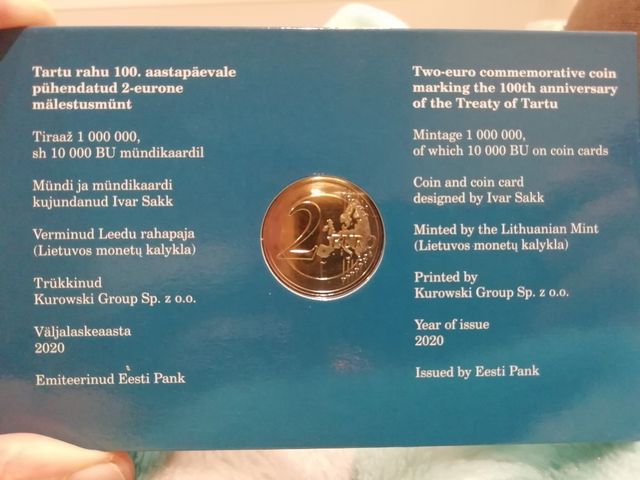 Tartu rahu 100. aastapäevale
pühendatud 2-eurone
mälestusmünt
Tiraaž 1 000 000,
sh 10 000 BU mündikaardil
Mündi ja mündikaardi
kujundanud Ivar Sakk
Verminud Leedu rahapaja
(Lietuvos monetų kalykla)
Trükkinud
Kurowski Group Sp. z o.o.
Väljalaskeaasta
2020
Emiteerinud Eesti Pank
2 EURO
Two-euro commemorative coin
marking the 100th anniversary
of the Treaty of Tartu
Mintage 1 000 000,
of which 10 000 BU on coin cards
Coin and coin card
designed by Ivar Sakk
Minted by the Lithuanian Mint
(Lietuvos monetų kalykla)
Printed by
Kurowski Group Sp. z o.o.
Year of issue
2020
Issued by Eesti Pank